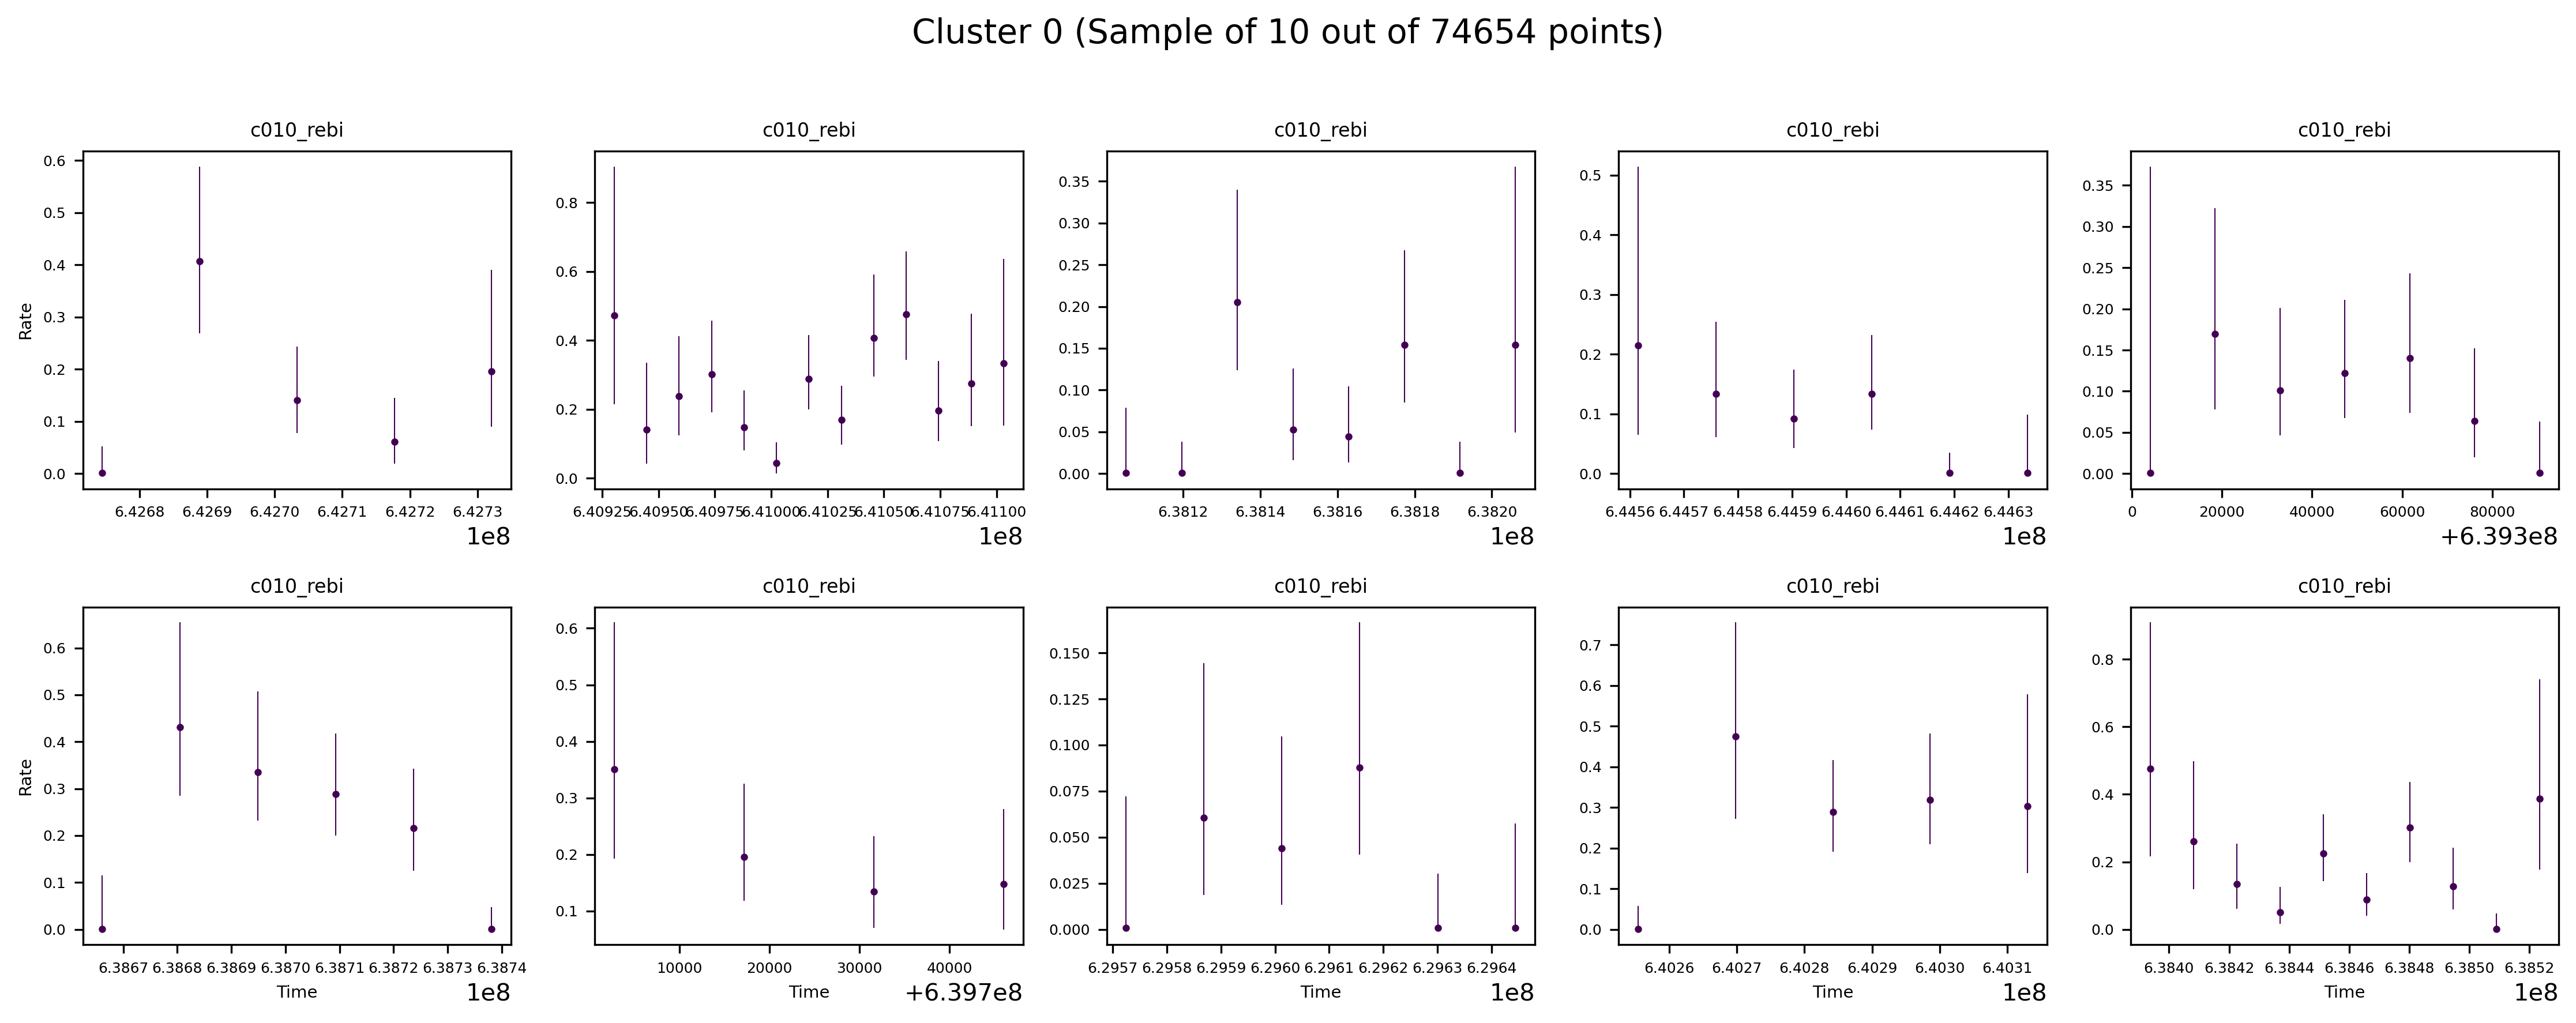 Cluster 0 (Sample of 10 out of 74654 points)
c010_rebi c010_rebi c010_rebi c010_rebi c010_rebi
Rate
0.6 0.5 0.4 0.3 0.2 0.1 0.0
6.4268 6.4269 6.4270 6.4271 6.4272 6.4273
1e8
0.8 0.6 0.4 0.2 0.0
6.40925 6.40950 6.40975 6.41000 6.41025 6.41050 6.41075 6.41100
1e8
0.35 0.30 0.25 0.20 0.15 0.10 0.05 0.00
6.3812 6.3814 6.3816 6.3818 6.3820
1e8
0.5 0.4 0.3 0.2 0.1 0.0
6.4456 6.4457 6.4458 6.4459 6.4460 6.4461 6.4462 6.4463
1e8
0.35 0.30 0.25 0.20 0.15 0.10 0.05 0.00
0 20000 40000 60000 80000
+6.393e8
c010_rebi c010_rebi c010_rebi c010_rebi c010_rebi
Rate
0.6 0.5 0.4 0.3 0.2 0.1 0.0
6.3867 6.3868 6.3869 6.3870 6.3871 6.3872 6.3873 6.3874
Time 1e8
0.6 0.5 0.4 0.3 0.2 0.1
10000 20000 30000 40000
Time +6.397e8
0.150 0.125 0.100 0.075 0.050 0.025 0.000
6.2957 6.2958 6.2959 6.2960 6.2961 6.2962 6.2963 6.2964
Time 1e8
0.7 0.6 0.5 0.4 0.3 0.2 0.1 0.0
6.4026 6.4027 6.4028 6.4029 6.4030 6.4031
Time 1e8
0.8 0.6 0.4 0.2 0.0
6.3840 6.3842 6.3844 6.3846 6.3848 6.3850 6.3852
Time 1e8